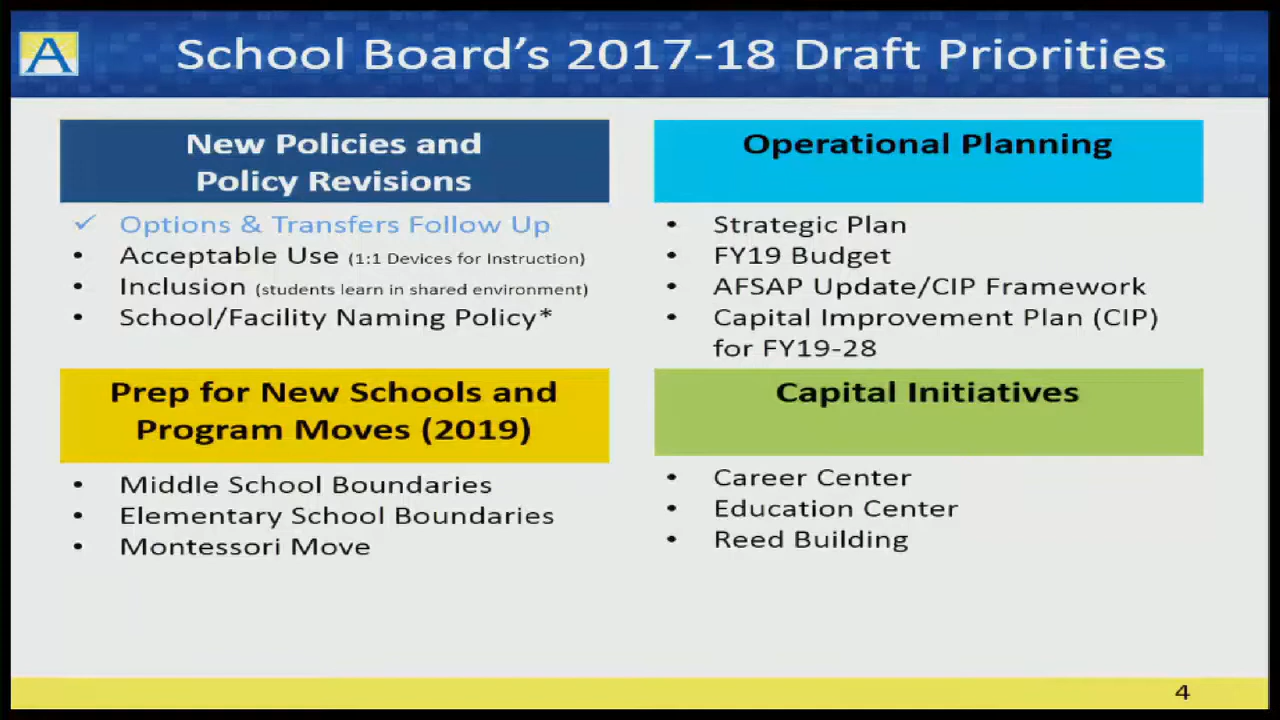 A
School Board's 2017-18 Draft Priorities
New Policies and
Policy Revisions
✓ Options & Transfers Follow Up
• Acceptable Use (1:1 Devices for Instruction)
• Inclusion (students learn in shared environment)
• School/Facility Naming Policy*
Operational Planning
• Strategic Plan
• FY19 Budget
• AFSAP Update/CIP Framework
• Capital Improvement Plan (CIP)
for FY19-28
Prep for New Schools and
Program Moves (2019)
• Middle School Boundaries
• Elementary School Boundaries
• Montessori Move
Capital Initiatives
• Career Center
• Education Center
• Reed Building
4